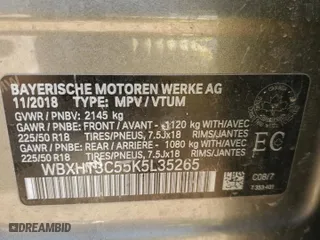 BAYERISCHE MOTOREN WERKE AG
11/2018 TYPE: MPV / VTUM
GVWR / PNBV: 2145 kg
GAWR / PNBE: FRONT / AVANT - 1120 kg WITH/AVEC
225/50 R18 TIRES/PNEUS, 7.5Jx18 RIMS/JANTES
GAWR / PNBE: REAR / ARRIERE - 1080 kg WITH/AVEC
225/50 R18 TIRES/PNEUS, 7.5Jx18 RIMS/JANTES
EC
WBXHT3C55K5L35265
C08/7
DREAMBID